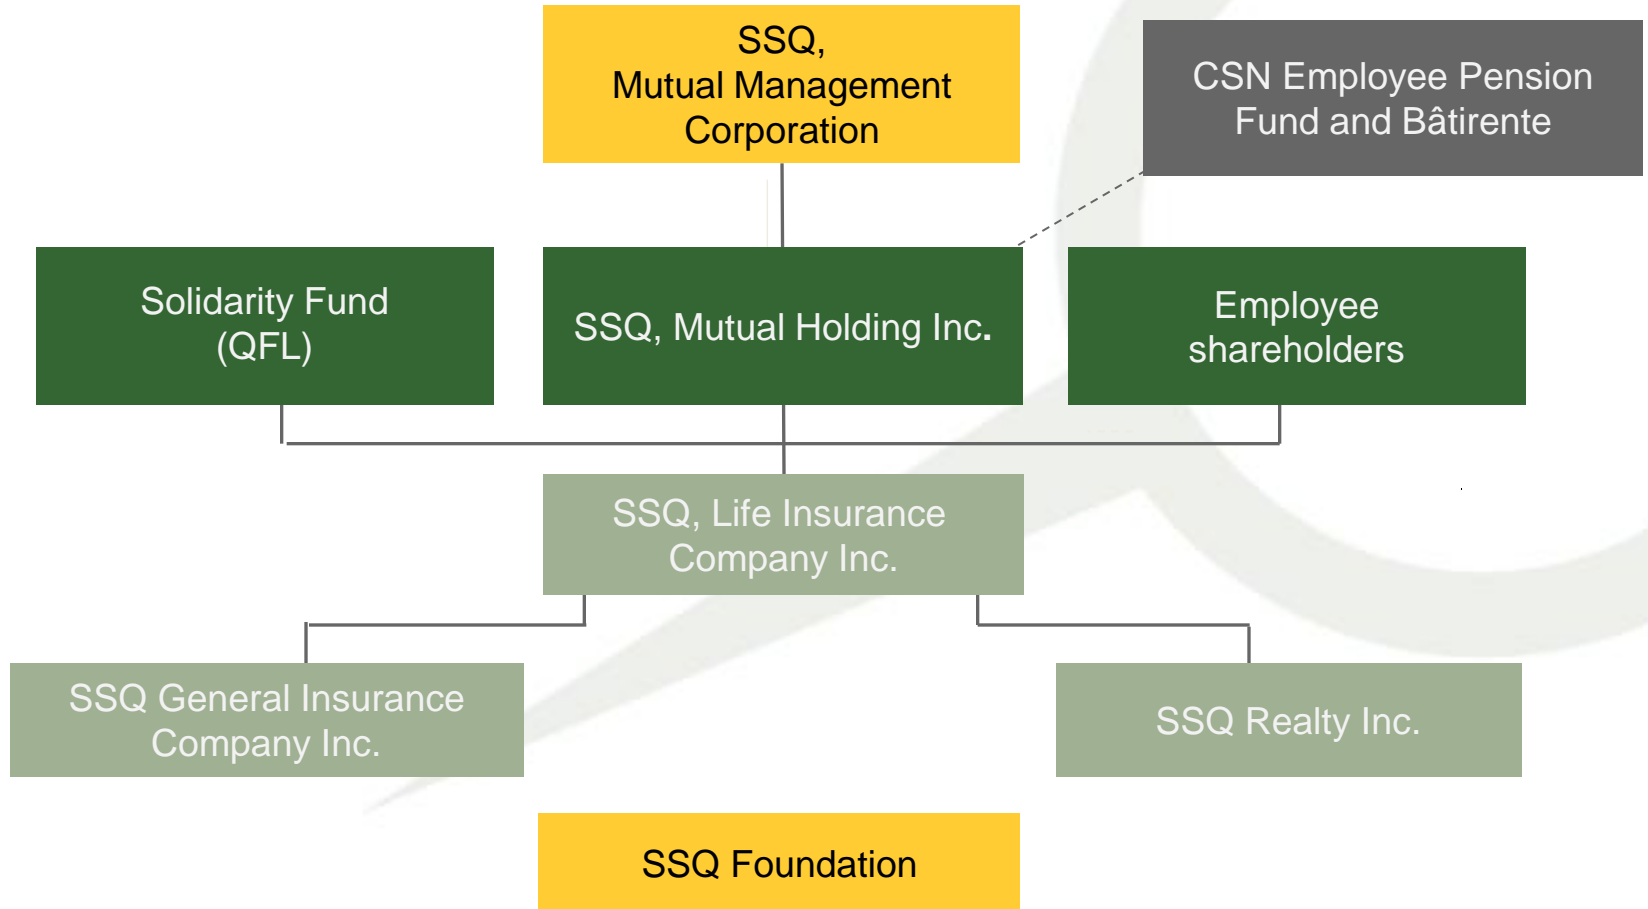 SSQ,
Mutual Management
Corporation
CSN Employee Pension
Fund and Bâtirente
Solidarity Fund
(QFL)
SSQ, Mutual Holding Inc.
Employee
shareholders
SSQ, Life Insurance
Company Inc.
SSQ General Insurance
Company Inc.
SSQ Realty Inc.
SSQ Foundation